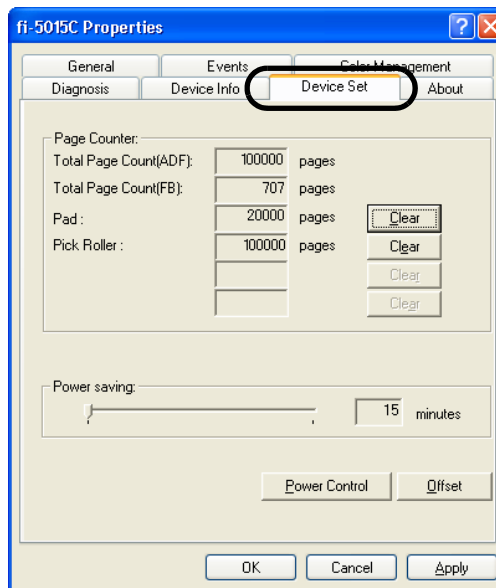 fi-5015C Properties
General Events Color Management
Diagnosis Device Info Device Set About
Page Counter:
Total Page Count(ADF): 100000 pages
Total Page Count(FB): 707 pages
Pad : 20000 pages Clear
Pick Roller : 100000 pages Clear
Clear
Clear
Power saving:
15 minutes
Power Control Offset
OK Cancel Apply